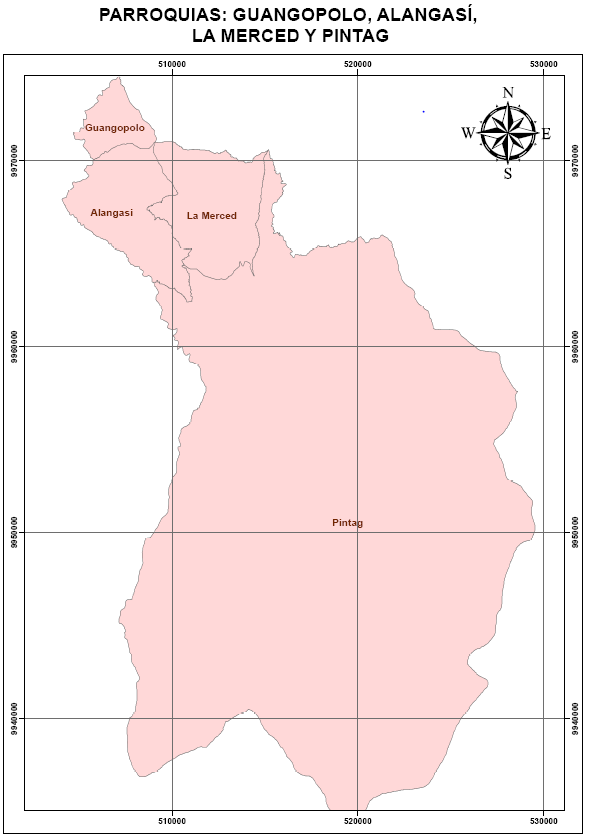 PARROQUIAS: GUANGOPOLO, ALANGASÍ,
LA MERCED Y PINTAG
510000 520000 530000
N
W E
S
Guangopolo
9970000 9970000
Alangasi
La Merced
9960000 9960000
Pintag
9950000 9950000
9940000 9940000
510000 520000 530000